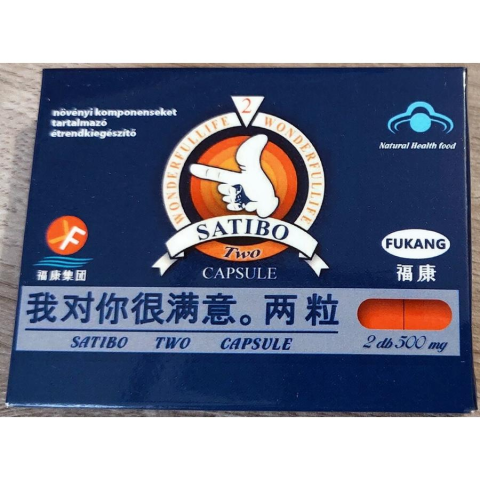 növényi komponenseket
tartalmazó
étrendkiegészítő
2
WONDERFULLIFE WONDERFULLIFE
Natural Health food
SATIBO
Two
CAPSULE
F
福康集团
FUKANG
福康
我对你很满意。两粒
SATIBO TWO CAPSULE
2 db 500 mg